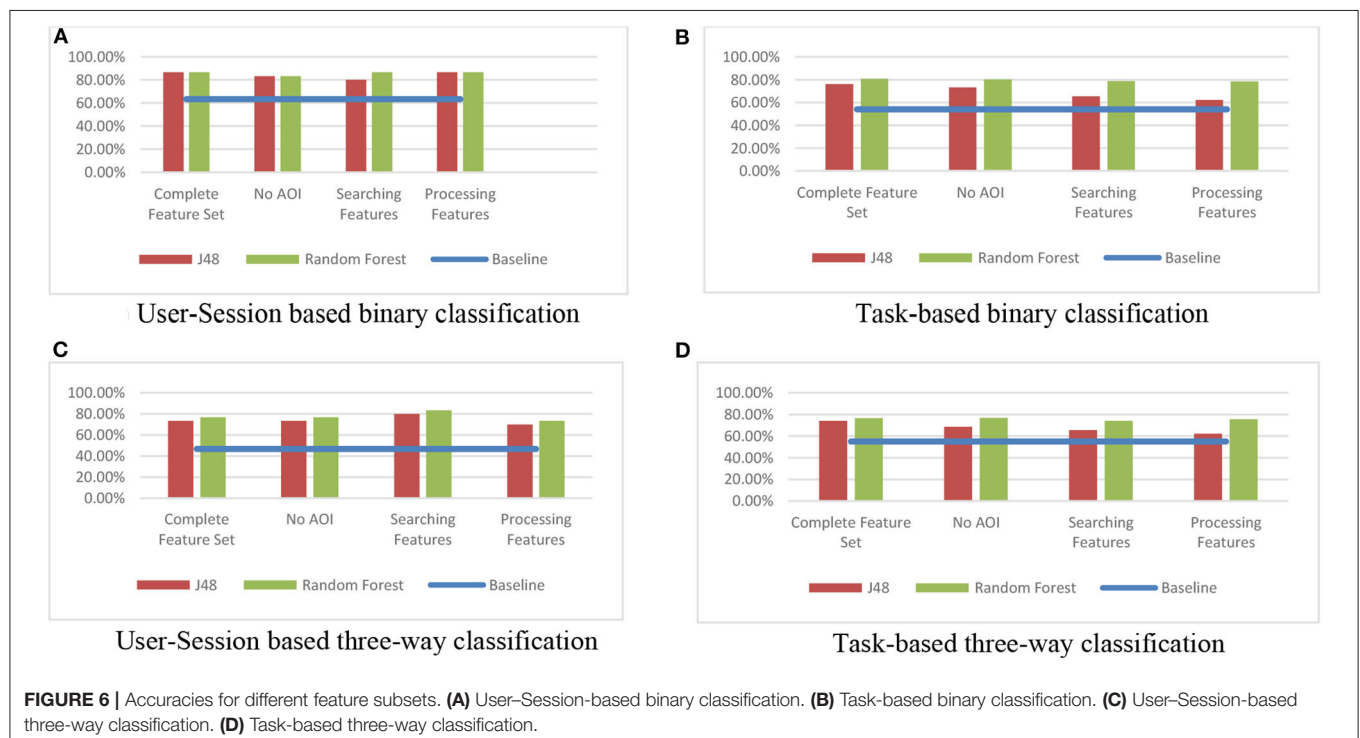 A
100.00%
80.00%
60.00%
40.00%
20.00%
0.00%
Complete Feature Set
No AOI
Searching Features
Processing Features
J48
Random Forest
Baseline
User-Session based binary classification
B
100.00%
80.00%
60.00%
40.00%
20.00%
0.00%
Complete Feature Set
No AOI
Searching Features
Processing Features
J48
Random Forest
Baseline
Task-based binary classification
C
100.00%
80.00%
60.00%
40.00%
20.00%
0.00%
Complete Feature Set
No AOI
Searching Features
Processing Features
J48
Random Forest
Baseline
User-Session based three-way classification
D
100.00%
80.00%
60.00%
40.00%
20.00%
0.00%
Complete Feature Set
No AOI
Searching Features
Processing Features
J48
Random Forest
Baseline
Task-based three-way classification
FIGURE 6 | Accuracies for different feature subsets. (A) User–Session-based binary classification. (B) Task-based binary classification. (C) User–Session-based
three-way classification. (D) Task-based three-way classification.